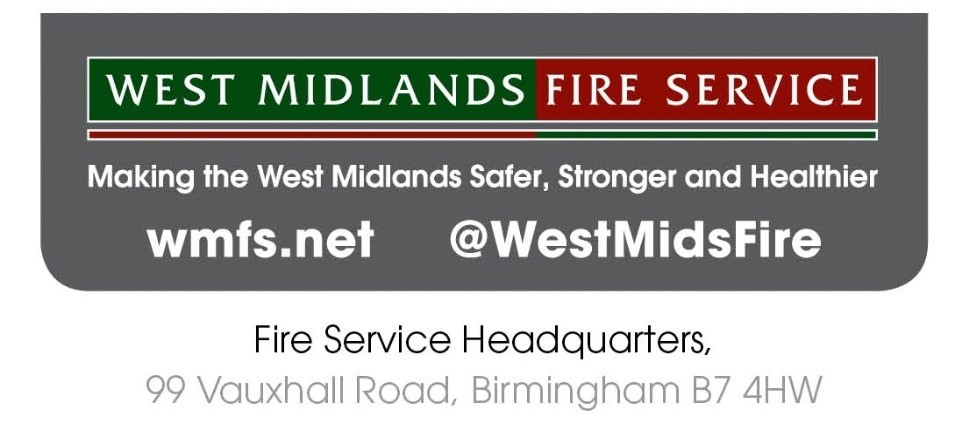 WEST MIDLANDS FIRE SERVICE
Making the West Midlands Safer, Stronger and Healthier
wmfs.net @WestMidsFire
Fire Service Headquarters,
99 Vauxhall Road, Birmingham B7 4HW